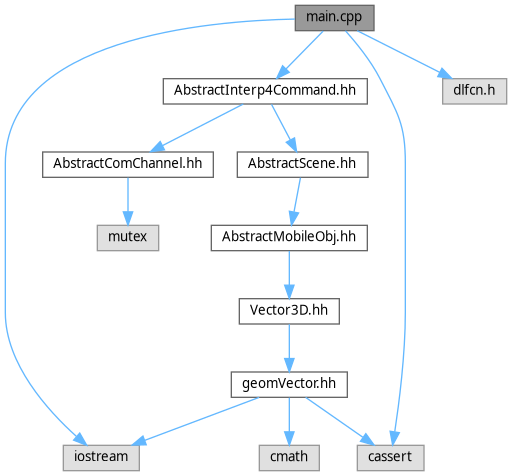 main.cpp
AbstractInterp4Command.hh
dlfcn.h
AbstractComChannel.hh
AbstractScene.hh
mutex
AbstractMobileObj.hh
Vector3D.hh
geomVector.hh
iostream
cmath
cassert